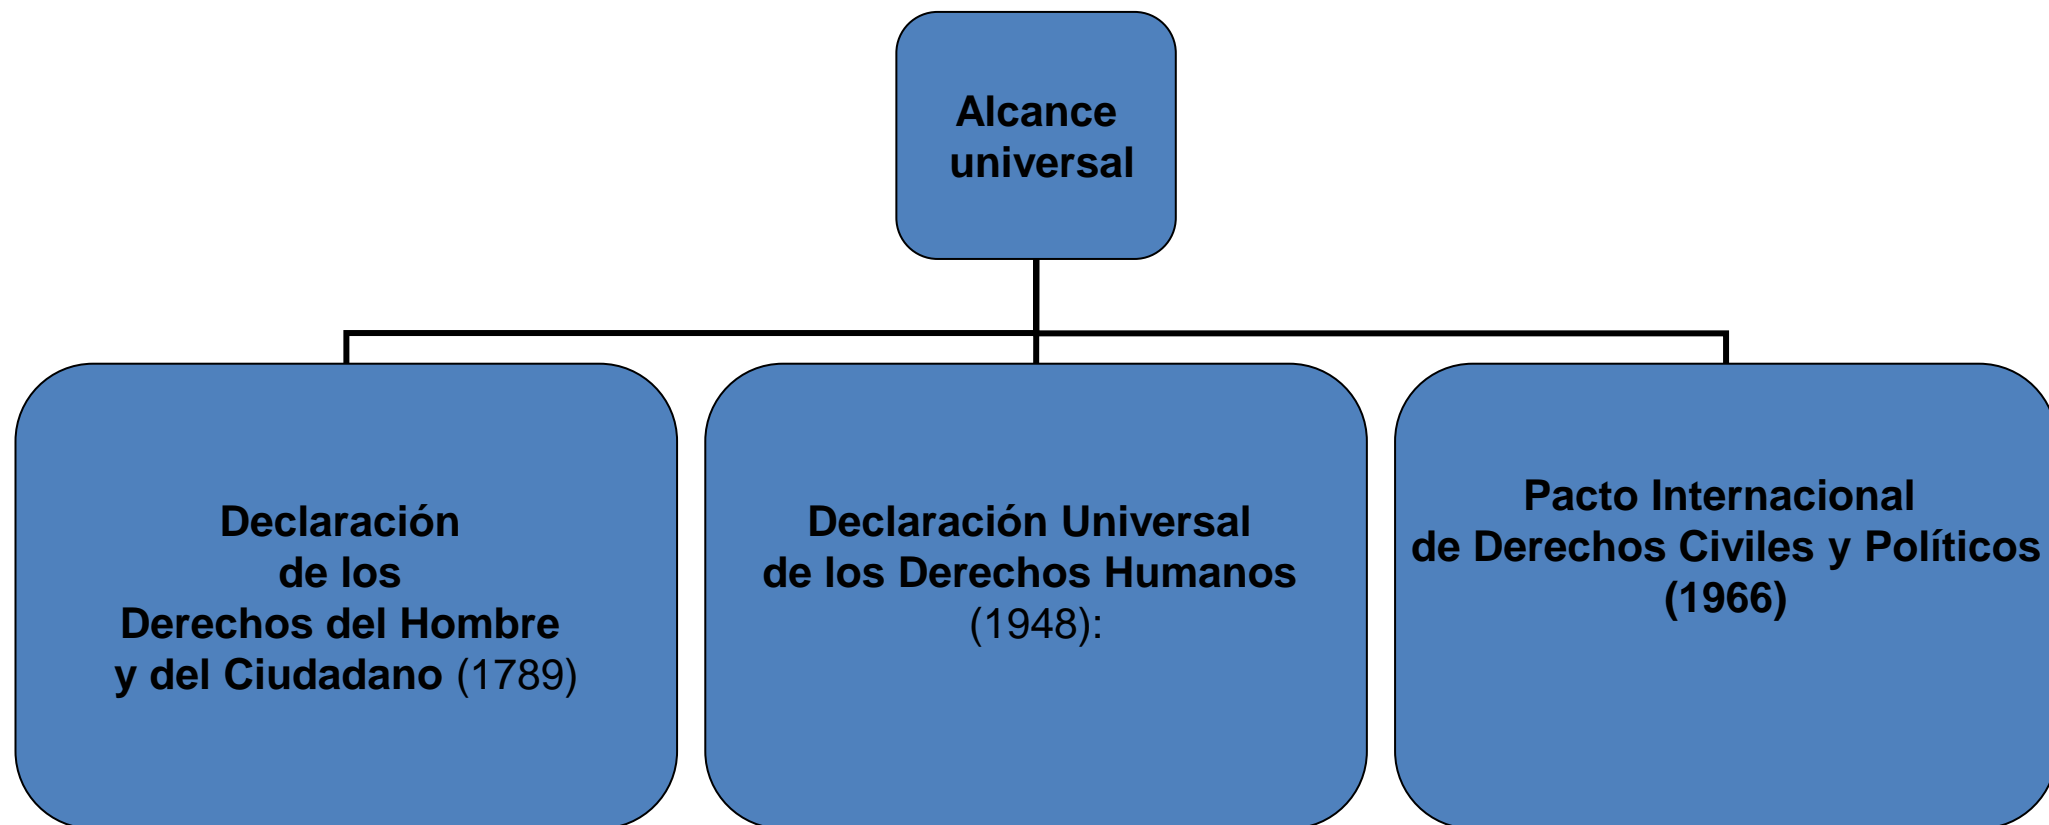 Alcance
universal
Declaración
de los
Derechos del Hombre
y del Ciudadano (1789)
Declaración Universal
de los Derechos Humanos
(1948):
Pacto Internacional
de Derechos Civiles y Políticos
(1966)